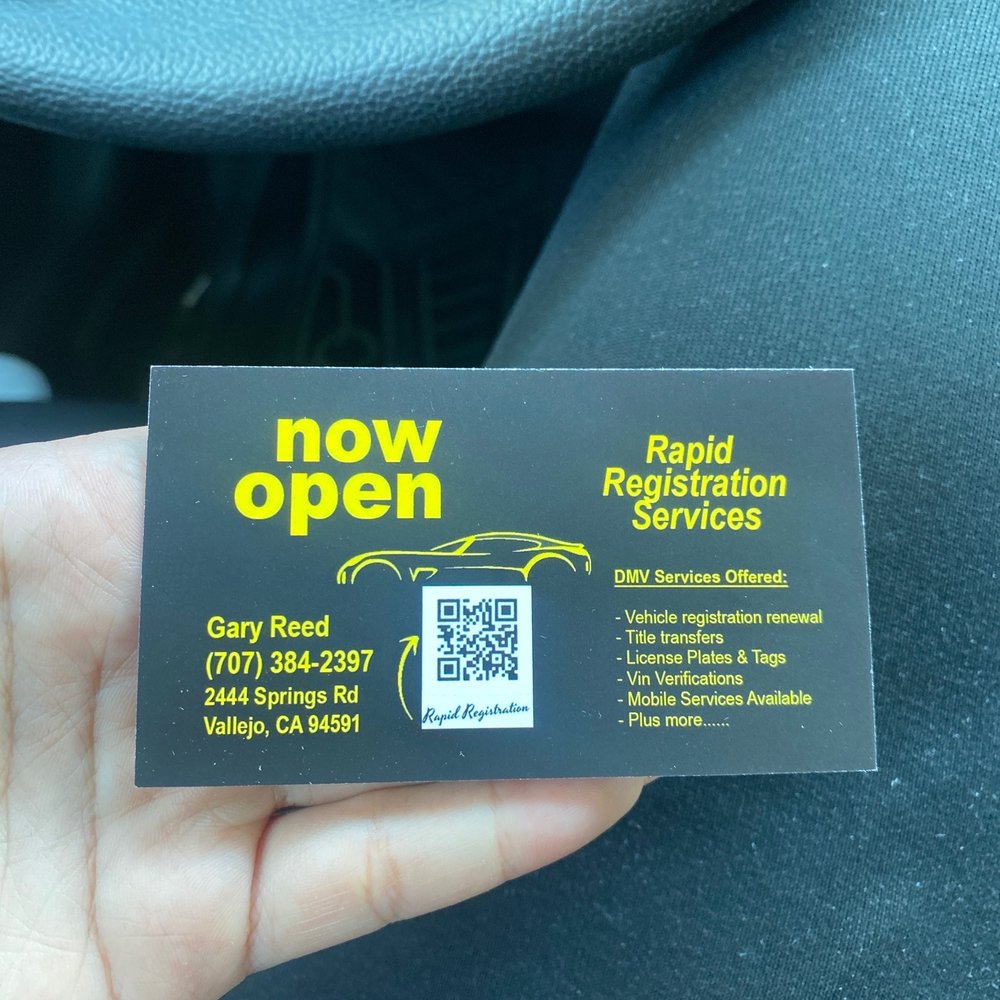 now
open
Gary Reed
(707) 384-2397
2444 Springs Rd
Vallejo, CA 94591
Rapid Registration
Rapid
Registration
Services
DMV Services Offered:
- Vehicle registration renewal
- Title transfers
- License Plates & Tags
- Vin Verifications
- Mobile Services Available
- Plus more......